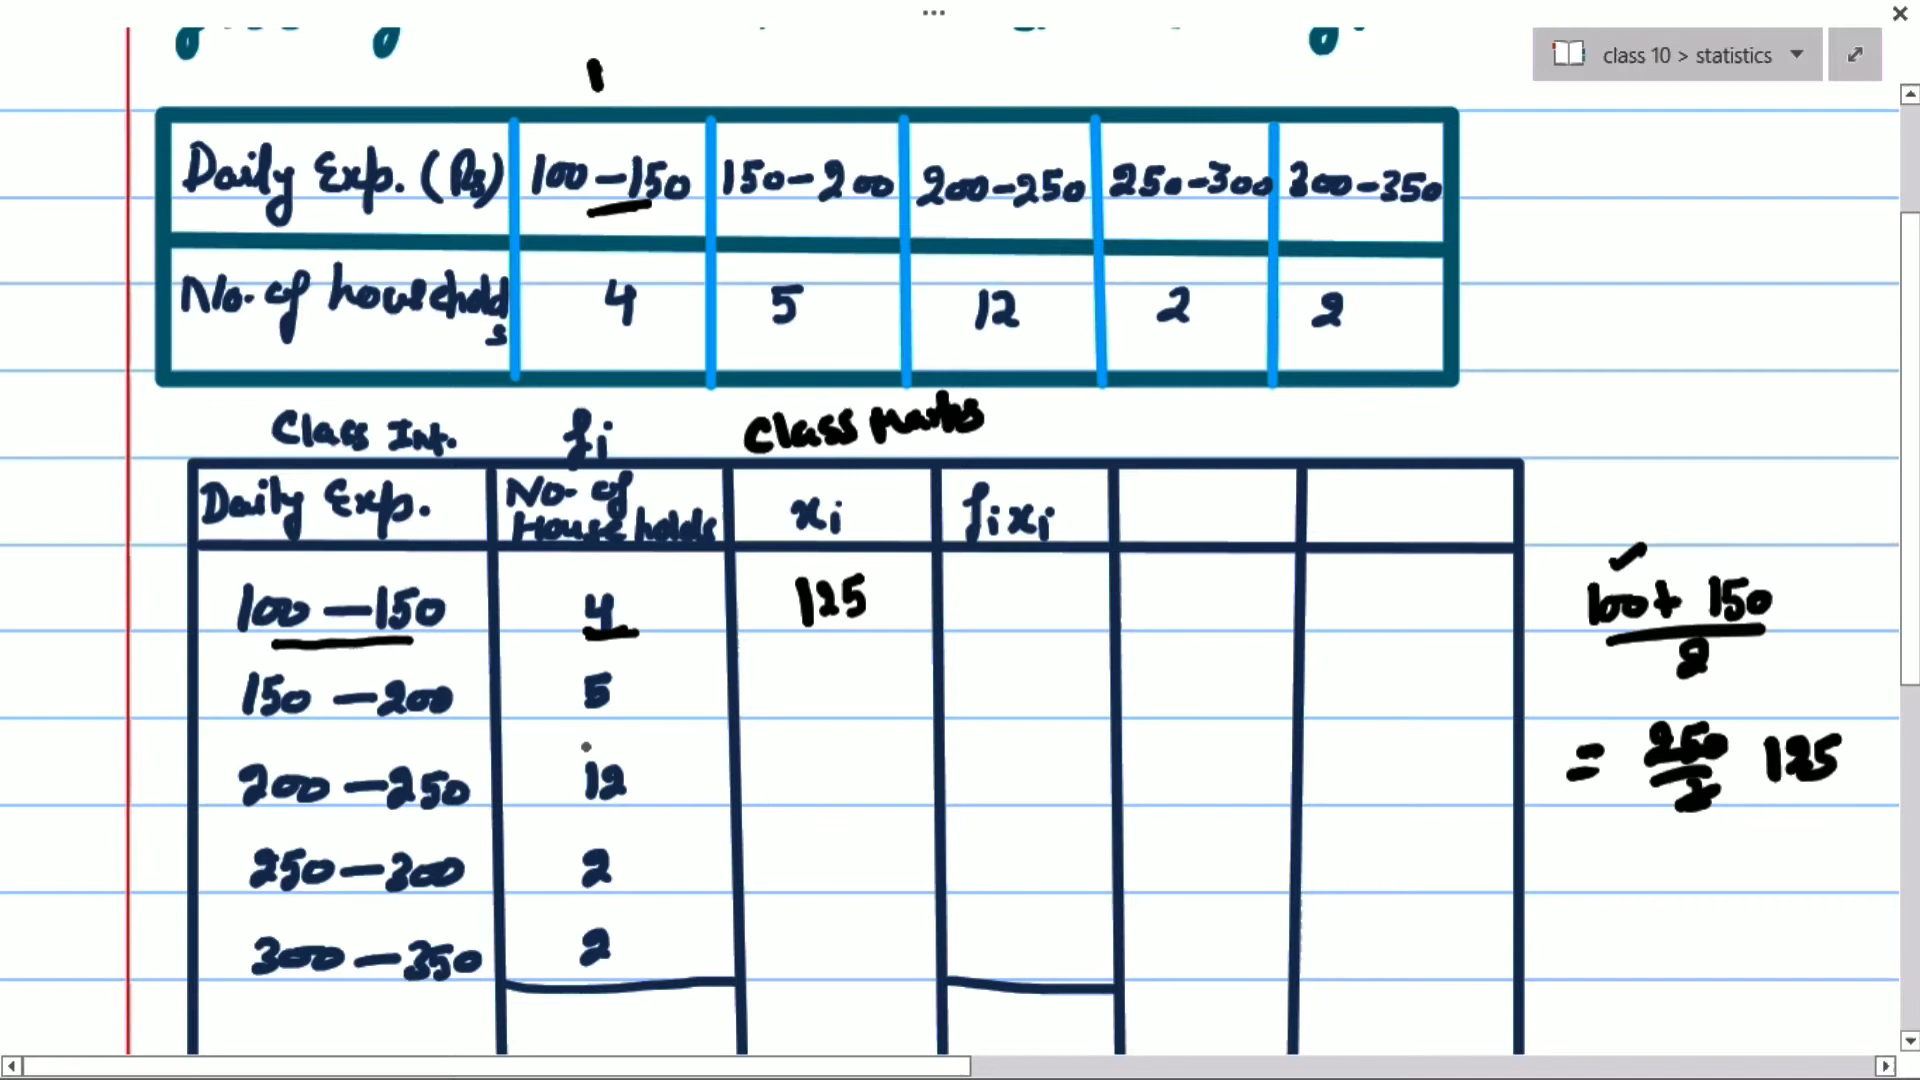 class 10 > statistics
Daily Exp. (Rs) 100-150 150-200 200-250 250-300 300-350
No. of households 4 5 12 2 2
Class Int. fi Class Marks
Daily Exp. No. of Households xi fixi
100-150 4 125
150-200 5
200-250 12
250-300 2
300-350 2
100+ 150
2
= 250 125
2